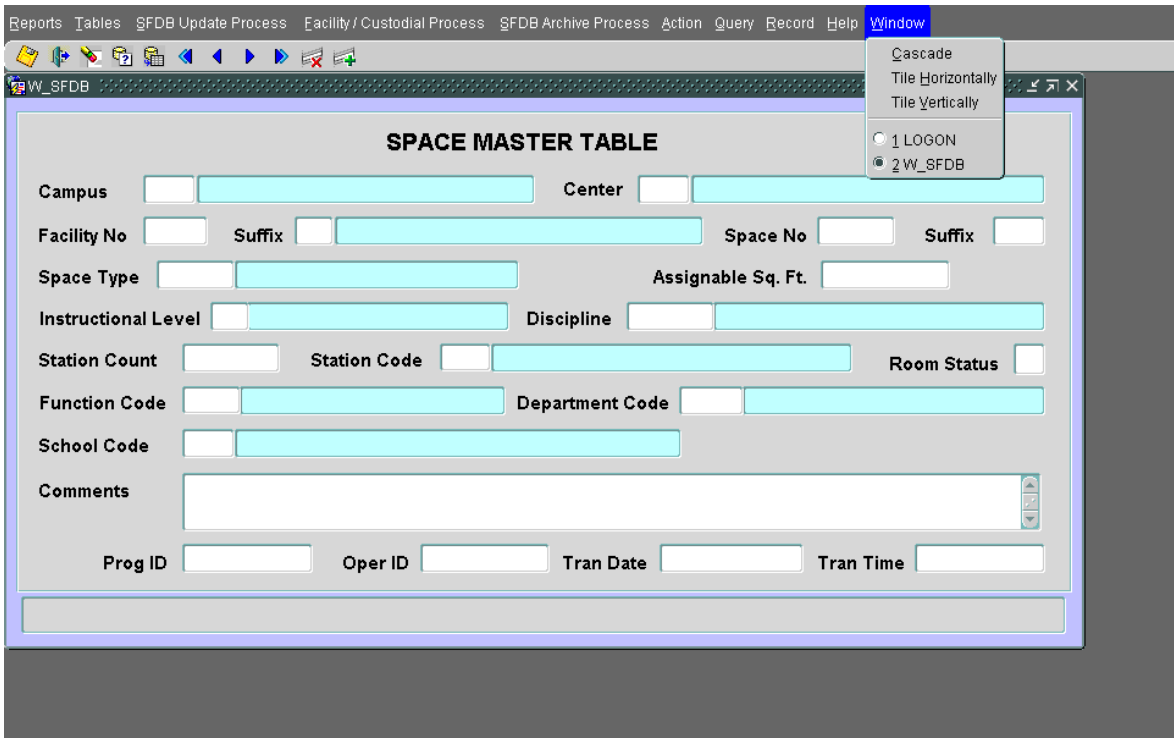 Reports Tables SFDB Update Process Facility / Custodial Process SFDB Archive Process Action Query Record Help Window
Cascade
Tile Horizontally
Tile Vertically
1 LOGON
2 W_SFDB
W_SFDB
SPACE MASTER TABLE
Campus Center
Facility No Suffix Space No Suffix
Space Type Assignable Sq. Ft.
Instructional Level Discipline
Station Count Station Code Room Status
Function Code Department Code
School Code
Comments
Prog ID Oper ID Tran Date Tran Time